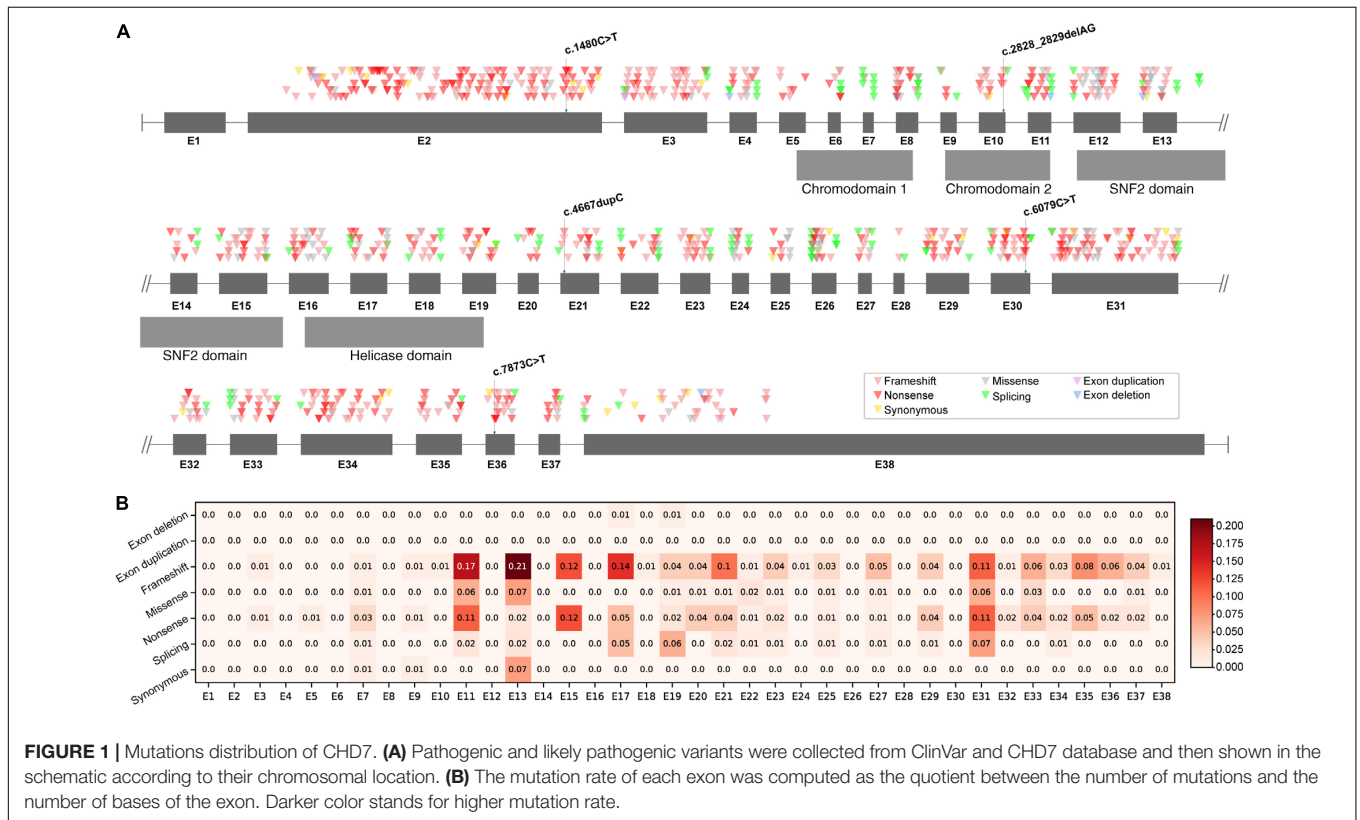 A
c.1480C>T
c.2828_2829delAG
E1 E2 E3 E4 E5 E6 E7 E8 E9 E10 E11 E12 E13
Chromodomain 1 Chromodomain 2 SNF2 domain
c.4667dupC
c.6079C>T
E14 E15 E16 E17 E18 E19 E20 E21 E22 E23 E24 E25 E26 E27 E28 E29 E30 E31
SNF2 domain Helicase domain
c.7873C>T
Frameshift Missense Exon duplication
Nonsense Splicing Exon deletion
Synonymous
E32 E33 E34 E35 E36 E37 E38
B
Exon deletion 0.0 0.0 0.0 0.0 0.0 0.0 0.0 0.0 0.0 0.0 0.0 0.0 0.0 0.0 0.0 0.0 0.01 0.0 0.01 0.0 0.0 0.0 0.0 0.0 0.0 0.0 0.0 0.0 0.0 0.0 0.0 0.0 0.0 0.0 0.0 0.0 0.0 0.0
Exon duplication 0.0 0.0 0.0 0.0 0.0 0.0 0.0 0.0 0.0 0.0 0.0 0.0 0.0 0.0 0.0 0.0 0.0 0.0 0.0 0.0 0.0 0.0 0.0 0.0 0.0 0.0 0.0 0.0 0.0 0.0 0.0 0.0 0.0 0.0 0.0 0.0 0.0 0.0
Frameshift 0.0 0.0 0.01 0.0 0.0 0.0 0.01 0.0 0.01 0.01 0.17 0.0 0.21 0.0 0.12 0.0 0.14 0.01 0.04 0.04 0.1 0.01 0.04 0.01 0.03 0.0 0.05 0.0 0.04 0.0 0.11 0.01 0.06 0.03 0.08 0.06 0.04 0.01
Missense 0.0 0.0 0.0 0.0 0.0 0.0 0.01 0.0 0.0 0.0 0.06 0.0 0.07 0.0 0.0 0.0 0.0 0.0 0.01 0.01 0.01 0.02 0.01 0.0 0.0 0.0 0.0 0.0 0.0 0.0 0.06 0.0 0.03 0.0 0.0 0.0 0.01 0.0
Nonsense 0.0 0.0 0.01 0.0 0.01 0.0 0.03 0.0 0.01 0.0 0.11 0.0 0.02 0.0 0.12 0.0 0.05 0.0 0.02 0.04 0.04 0.01 0.02 0.0 0.01 0.0 0.01 0.0 0.04 0.0 0.11 0.02 0.04 0.02 0.05 0.02 0.02 0.0
Splicing 0.0 0.0 0.0 0.0 0.0 0.0 0.01 0.0 0.0 0.0 0.02 0.0 0.02 0.0 0.0 0.0 0.05 0.0 0.06 0.0 0.02 0.01 0.01 0.0 0.01 0.0 0.01 0.0 0.02 0.0 0.07 0.0 0.0 0.01 0.0 0.0 0.0 0.0
Synonymous 0.0 0.0 0.0 0.0 0.0 0.0 0.01 0.0 0.01 0.0 0.0 0.0 0.07 0.0 0.0 0.0 0.0 0.0 0.0 0.0 0.0 0.0 0.0 0.0 0.0 0.0 0.0 0.0 0.0 0.0 0.0 0.0 0.0 0.0 0.0 0.0 0.0 0.0
E1 E2 E3 E4 E5 E6 E7 E8 E9 E10 E11 E12 E13 E14 E15 E16 E17 E18 E19 E20 E21 E22 E23 E24 E25 E26 E27 E28 E29 E30 E31 E32 E33 E34 E35 E36 E37 E38
0.200
0.175
0.150
0.125
0.100
0.075
0.050
0.025
0.000
FIGURE 1 | Mutations distribution of CHD7. (A) Pathogenic and likely pathogenic variants were collected from ClinVar and CHD7 database and then shown in the
schematic according to their chromosomal location. (B) The mutation rate of each exon was computed as the quotient between the number of mutations and the
number of bases of the exon. Darker color stands for higher mutation rate.